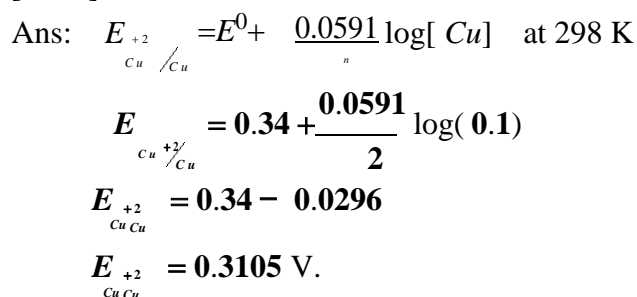 Ans: E Cu+2/Cu =E0+ 0.0591/n log[ Cu] at 298 K
E Cu+2/Cu = 0.34 + 0.0591/2 log( 0.1)
E Cu+2 Cu = 0.34 − 0.0296
E Cu+2 Cu = 0.3105 V.